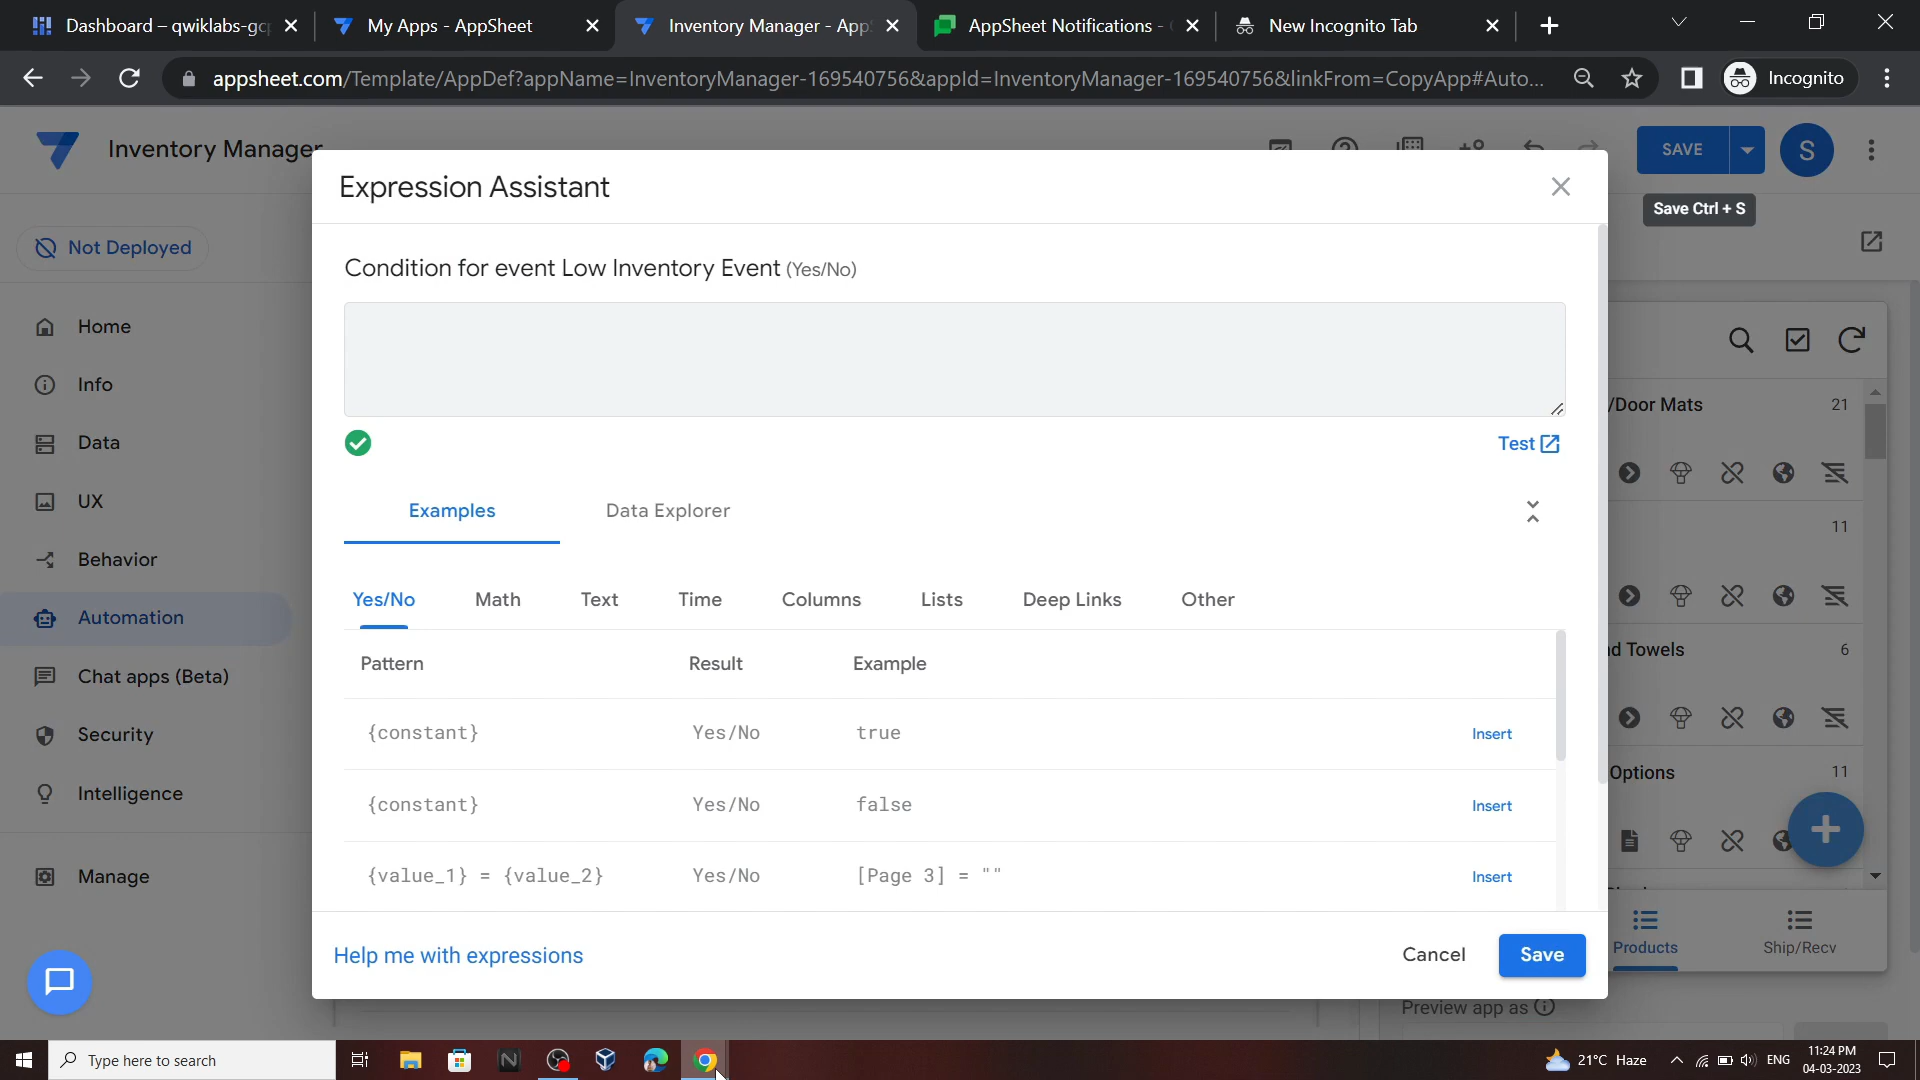 Dashboard – qwiklabs-gcp
My Apps - AppSheet
Inventory Manager - App
AppSheet Notifications -
New Incognito Tab
appsheet.com/Template/AppDef?appName=InventoryManager-169540756&appId=InventoryManager-169540756&linkFrom=CopyApp#Auto...
Incognito
Inventory Manager
SAVE
S
Save Ctrl + S
Not Deployed
Home
Info
Data
UX
Behavior
Automation
Chat apps (Beta)
Security
Intelligence
Manage
Expression Assistant
Condition for event Low Inventory Event (Yes/No)
Test
Examples
Data Explorer
Yes/No
Math
Text
Time
Columns
Lists
Deep Links
Other
Pattern Result Example
{constant} Yes/No true Insert
{constant} Yes/No false Insert
{value_1} = {value_2} Yes/No [Page 3] = "" Insert
Help me with expressions
Cancel
Save
/Door Mats 21
11
Towels 6
Options 11
Products
Ship/Recv
Preview app as
Type here to search
21°C Haze
ENG
11:24 PM
04-03-2023